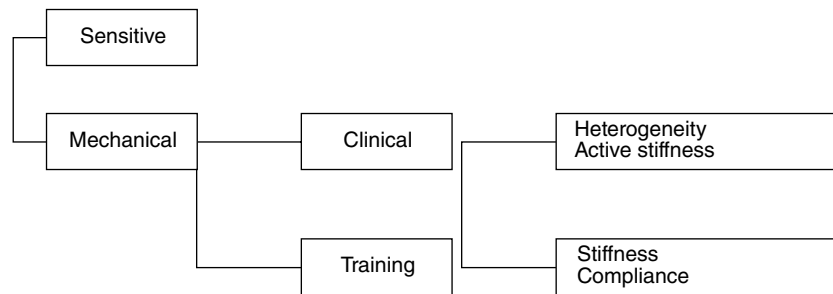 Sensitive
Mechanical
Clinical
Heterogeneity
Active stiffness
Training
Stiffness
Compliance